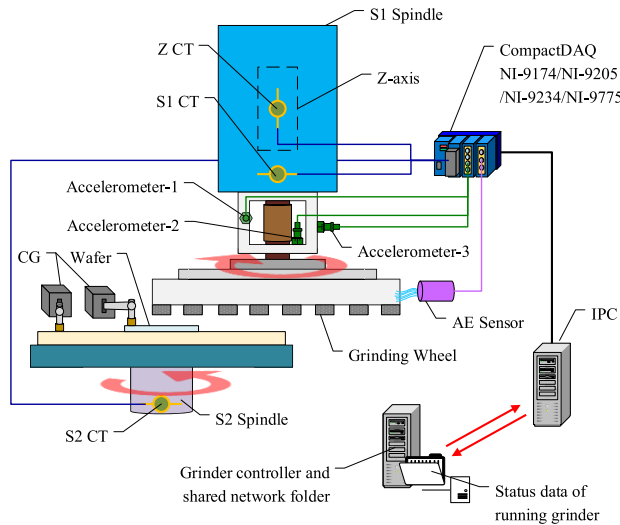 S1 Spindle
Z CT
CompactDAQ
NI-9174/NI-9205
/NI-9234/NI-9775
Z-axis
S1 CT
Accelerometer-1
Accelerometer-2
Accelerometer-3
CG
Wafer
AE Sensor
IPC
Grinding Wheel
S2 Spindle
S2 CT
Grinder controller and
shared network folder
Status data of
running grinder